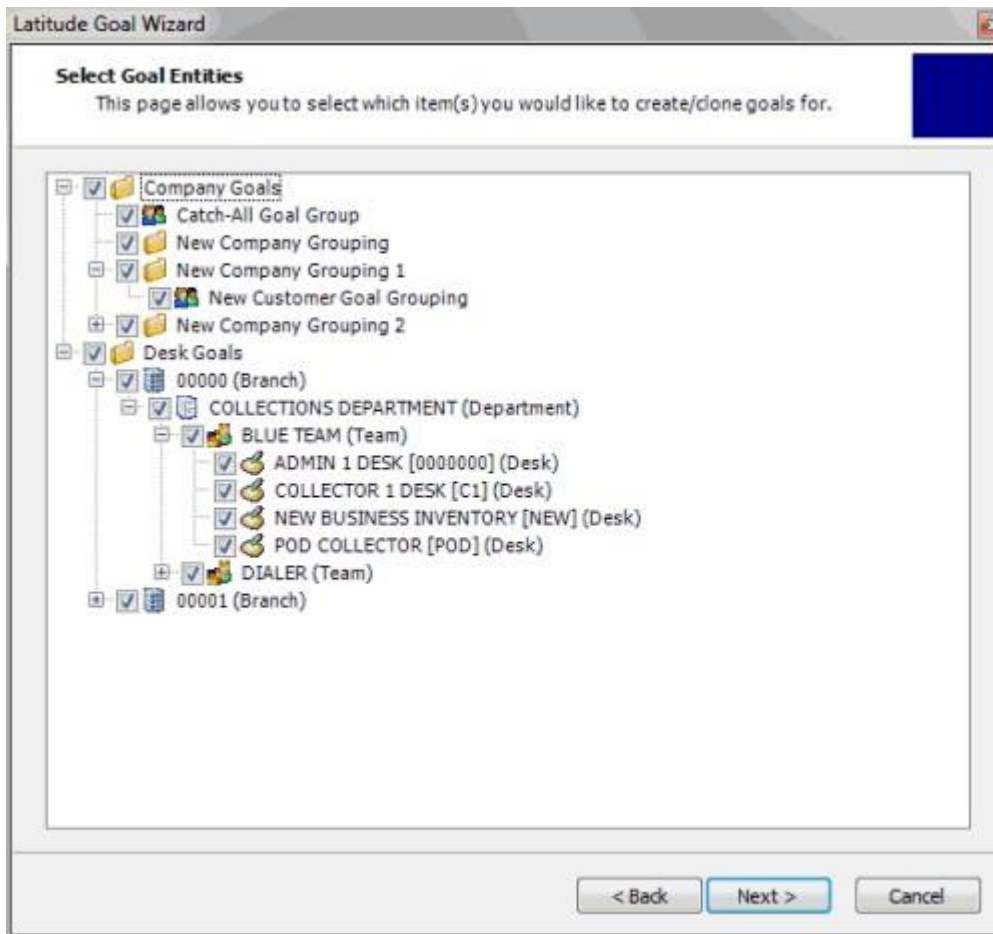 Latitude Goal Wizard
Select Goal Entities
This page allows you to select which item(s) you would like to create/clone goals for.
Company Goals
Catch-All Goal Group
New Company Grouping
New Company Grouping 1
New Customer Goal Grouping
New Company Grouping 2
Desk Goals
00000 (Branch)
COLLECTIONS DEPARTMENT (Department)
BLUE TEAM (Team)
ADMIN 1 DESK [0000000] (Desk)
COLLECTOR 1 DESK [C1] (Desk)
NEW BUSINESS INVENTORY [NEW] (Desk)
POD COLLECTOR [POD] (Desk)
DIALER (Team)
00001 (Branch)
< Back Next > Cancel